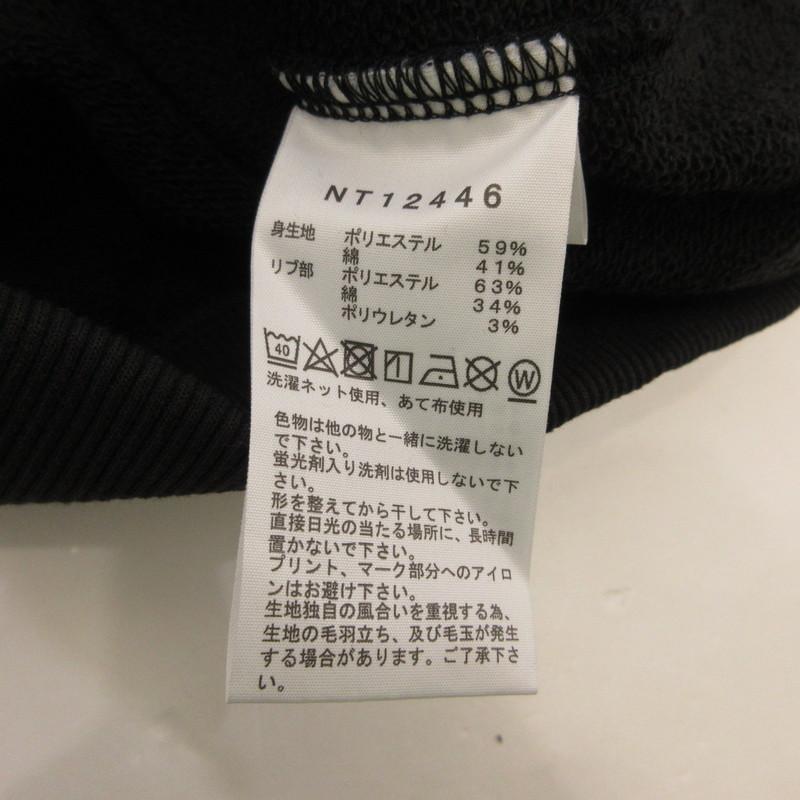 NT12446
身生地 ポリエステル 59%
綿 41%
リブ部 ポリエステル 63%
綿 34%
ポリウレタン 3%
40 W
洗濯ネット使用、あて布使用
色物は他の物と一緒に洗濯しない
で下さい。
蛍光剤入り洗剤は使用しないで下
さい。
形を整えてから干して下さい。
直接日光の当たる場所に、長時間
置かないで下さい。
プリント、マーク部分へのアイロ
ンはお避け下さい。
生地独自の風合いを重視する為、
生地の毛羽立ち、及び毛玉が発生
する場合があります。ご了承下さ
い。